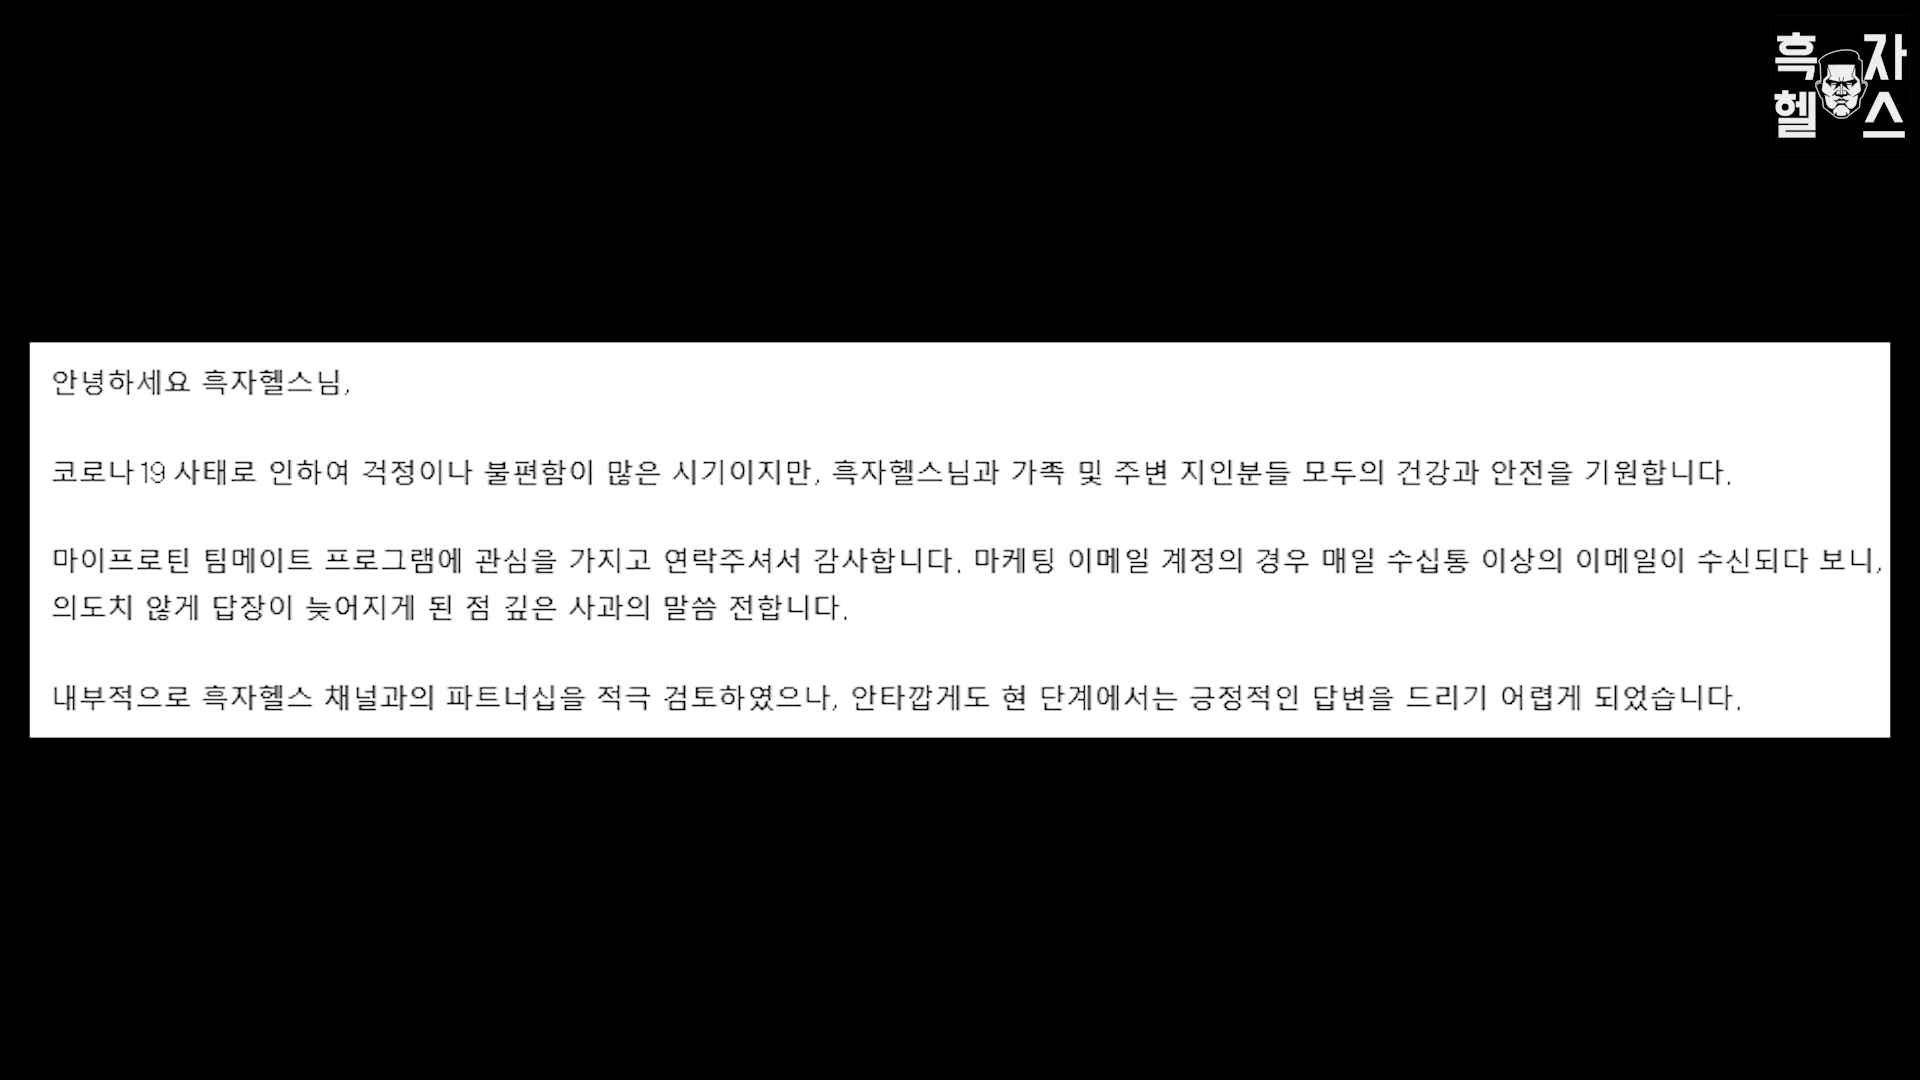 흑자
헬스
안녕하세요 흑자헬스님,
코로나19 사태로 인하여 걱정이나 불편함이 많은 시기이지만, 흑자헬스님과 가족 및 주변 지인분들 모두의 건강과 안전을 기원합니다.
마이프로틴 팀메이트 프로그램에 관심을 가지고 연락주셔서 감사합니다. 마케팅 이메일 계정의 경우 매일 수십통 이상의 이메일이 수신되다 보니,
의도치 않게 답장이 늦어지게 된 점 깊은 사과의 말씀 전합니다.
내부적으로 흑자헬스 채널과의 파트너십을 적극 검토하였으나, 안타깝게도 현 단계에서는 긍정적인 답변을 드리기 어렵게 되었습니다.